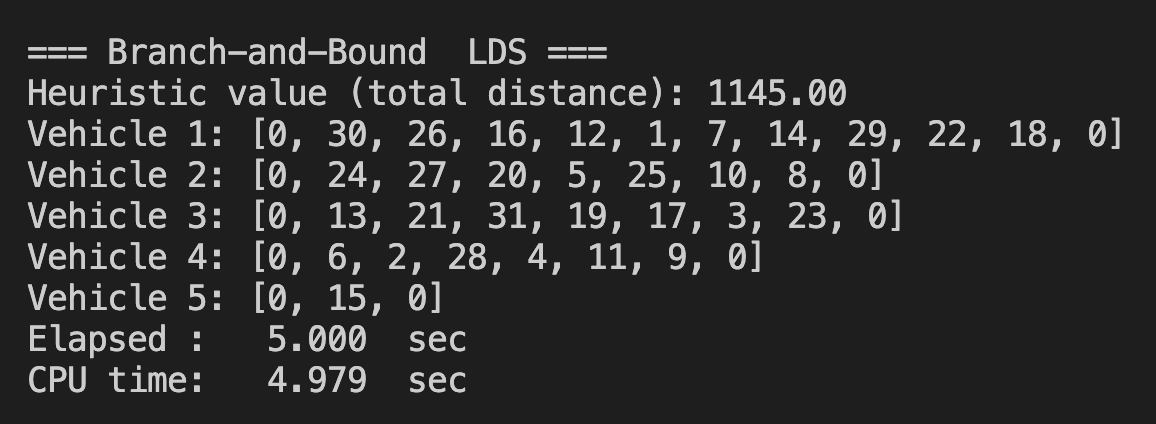 === Branch-and-Bound  LDS ===
Heuristic value (total distance): 1145.00
Vehicle 1: [0, 30, 26, 16, 12, 1, 7, 14, 29, 22, 18, 0]
Vehicle 2: [0, 24, 27, 20, 5, 25, 10, 8, 0]
Vehicle 3: [0, 13, 21, 31, 19, 17, 3, 23, 0]
Vehicle 4: [0, 6, 2, 28, 4, 11, 9, 0]
Vehicle 5: [0, 15, 0]
Elapsed :   5.000  sec
CPU time:   4.979  sec